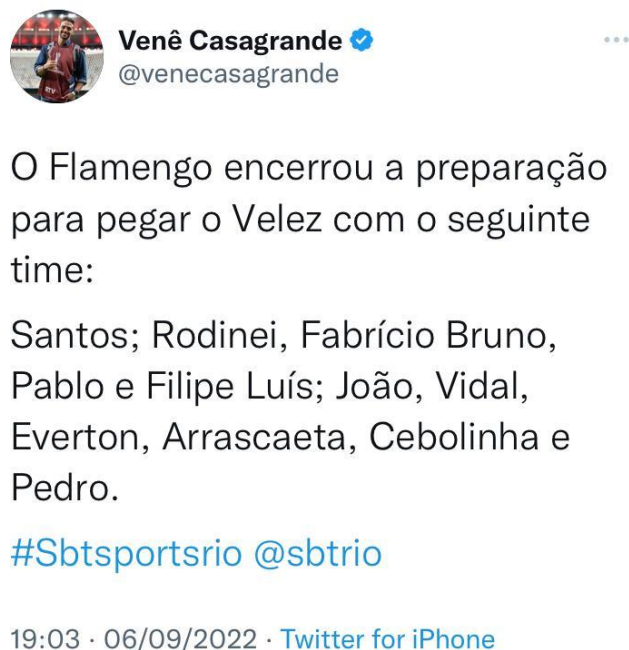 Venê Casagrande
@venecasagrande
O Flamengo encerrou a preparação
para pegar o Velez com o seguinte
time:
Santos; Rodinei, Fabrício Bruno,
Pablo e Filipe Luís; João, Vidal,
Everton, Arrascaeta, Cebolinha e
Pedro.
#Sbtsportsrio @sbtrio
19:03 · 06/09/2022 · Twitter for iPhone